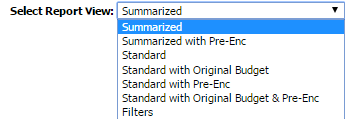 Select Report View: Summarized
Summarized
Summarized with Pre-Enc
Standard
Standard with Original Budget
Standard with Pre-Enc
Standard with Original Budget & Pre-Enc
Filters